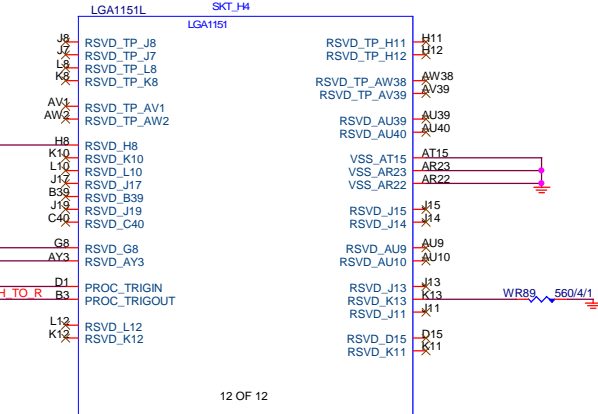 LGA1151L SKT_H4
LGA1151
J8 RSVD_TP_J8 RSVD_TP_H11 H11
J7 RSVD_TP_J7 RSVD_TP_H12 H12
L8 RSVD_TP_L8
K8 RSVD_TP_K8 RSVD_TP_AW38 AW38
RSVD_TP_AV39 AV39
AV1 RSVD_TP_AV1
AW2 RSVD_TP_AW2 RSVD_AU39 AU39
RSVD_AU40 AU40
H8 RSVD_H8
K10 RSVD_K10 VSS_AT15 AT15
L10 RSVD_L10 VSS_AR23 AR23
J17 RSVD_J17 VSS_AR22 AR22
B39 RSVD_B39
J19 RSVD_J19 RSVD_J15 J15
C40 RSVD_C40 RSVD_J14 J14
G8 RSVD_G8 RSVD_AU9 AU9
AY3 RSVD_AY3 RSVD_AU10 AU10
D1 PROC_TRIGIN RSVD_J13 J13
H_TO_R B3 PROC_TRIGOUT RSVD_K13 K13 WR89 560/4/1
RSVD_J11 J11
L12 RSVD_L12
K12 RSVD_K12 RSVD_D15 D15
RSVD_K11 K11
12 OF 12